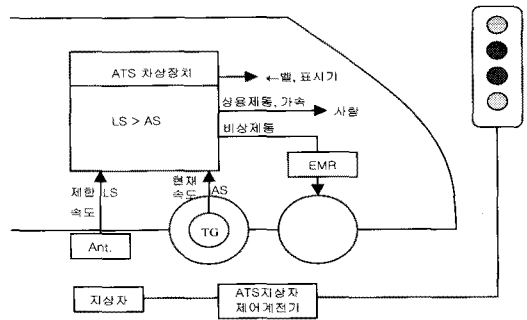 ATS 차상장치
←벨, 표시기
상용제동, 가속
사람
LS > AS
비상제동
EMR
제한 LS
속도
현재
속도 AS
TG
Ant.
지상자
ATS지상자
제어계전기